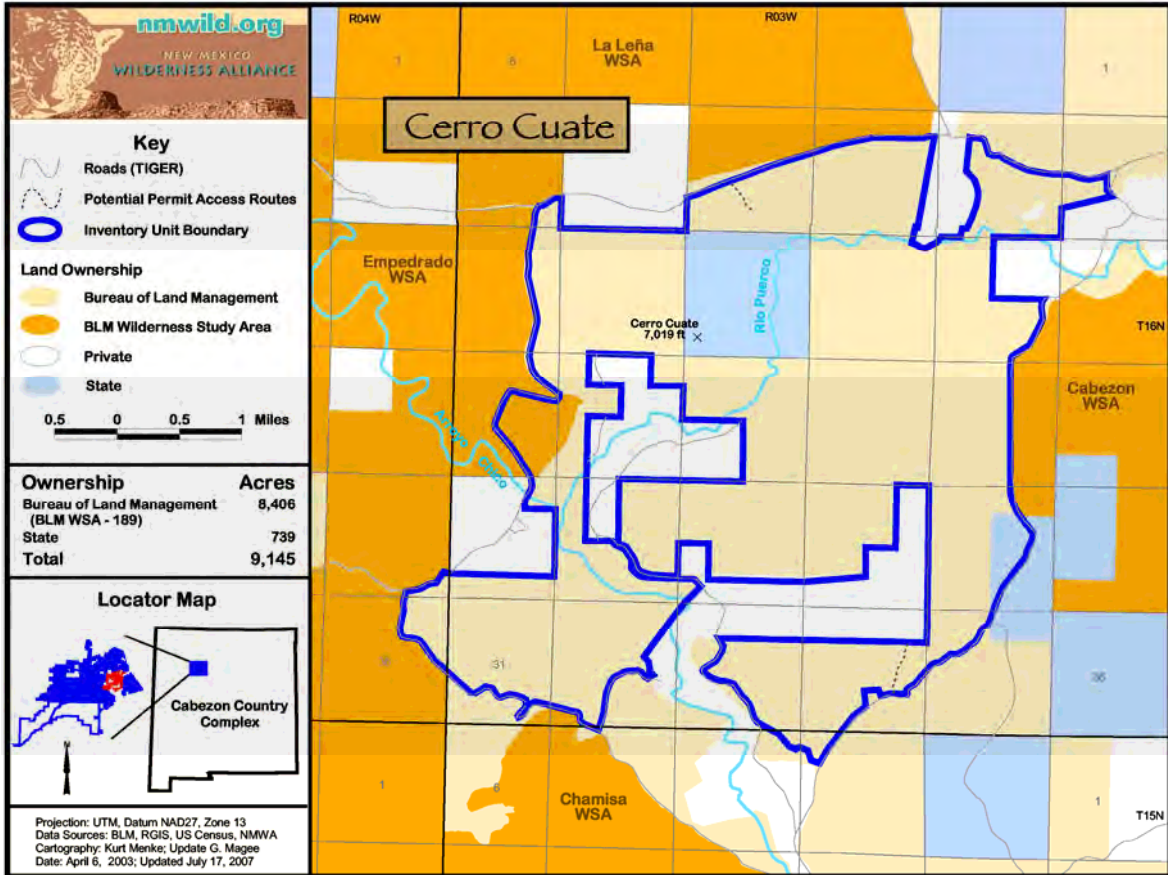 nmwild.org
NEW MEXICO
WILDERNESS ALLIANCE
Key
Roads (TIGER)
Potential Permit Access Routes
Inventory Unit Boundary
Land Ownership
Bureau of Land Management
BLM Wilderness Study Area
Private
State
0.5 0 0.5 1 Miles
Ownership Acres
Bureau of Land Management 8,406
(BLM WSA - 189)
State 739
Total 9,145
Locator Map
Cabezon Country
Complex
N
Projection: UTM, Datum NAD27, Zone 13
Data Sources: BLM, RGIS, US Census, NMWA
Cartography: Kurt Menke; Update G. Magee
Date: April 6, 2003; Updated July 17, 2007
R04W
R03W
La Leña
WSA
6
1
Cerro Cuate
Empedrado
WSA
Rio Puerco
Cerro Cuate
7,019 ft
T16N
Cabezon
WSA
Arroyo Chico
31
36
1
6
Chamisa
WSA
1
T15N